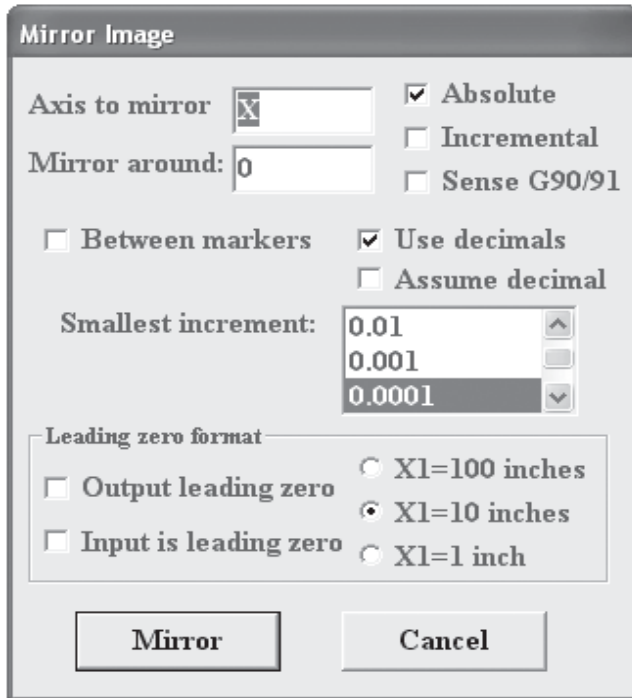 Mirror Image
Axis to mirror X
Mirror around: 0
Absolute
Incremental
Sense G90/91
Between markers
Use decimals
Assume decimal
Smallest increment:
0.01
0.001
0.0001
Leading zero format
Output leading zero
Input is leading zero
X1=100 inches
X1=10 inches
X1=1 inch
Mirror Cancel